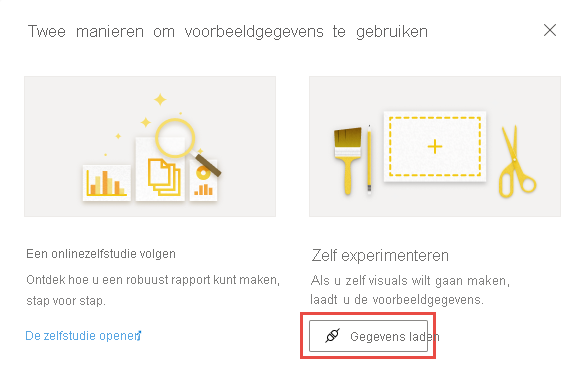 Twee manieren om voorbeeldgegevens te gebruiken
Een onlinezelfstudie volgen
Ontdek hoe u een robuust rapport kunt maken,
stap voor stap.
De zelfstudie openen
Zelf experimenteren
Als u zelf visuals wilt gaan maken,
laadt u de voorbeeldgegevens.
Gegevens laden